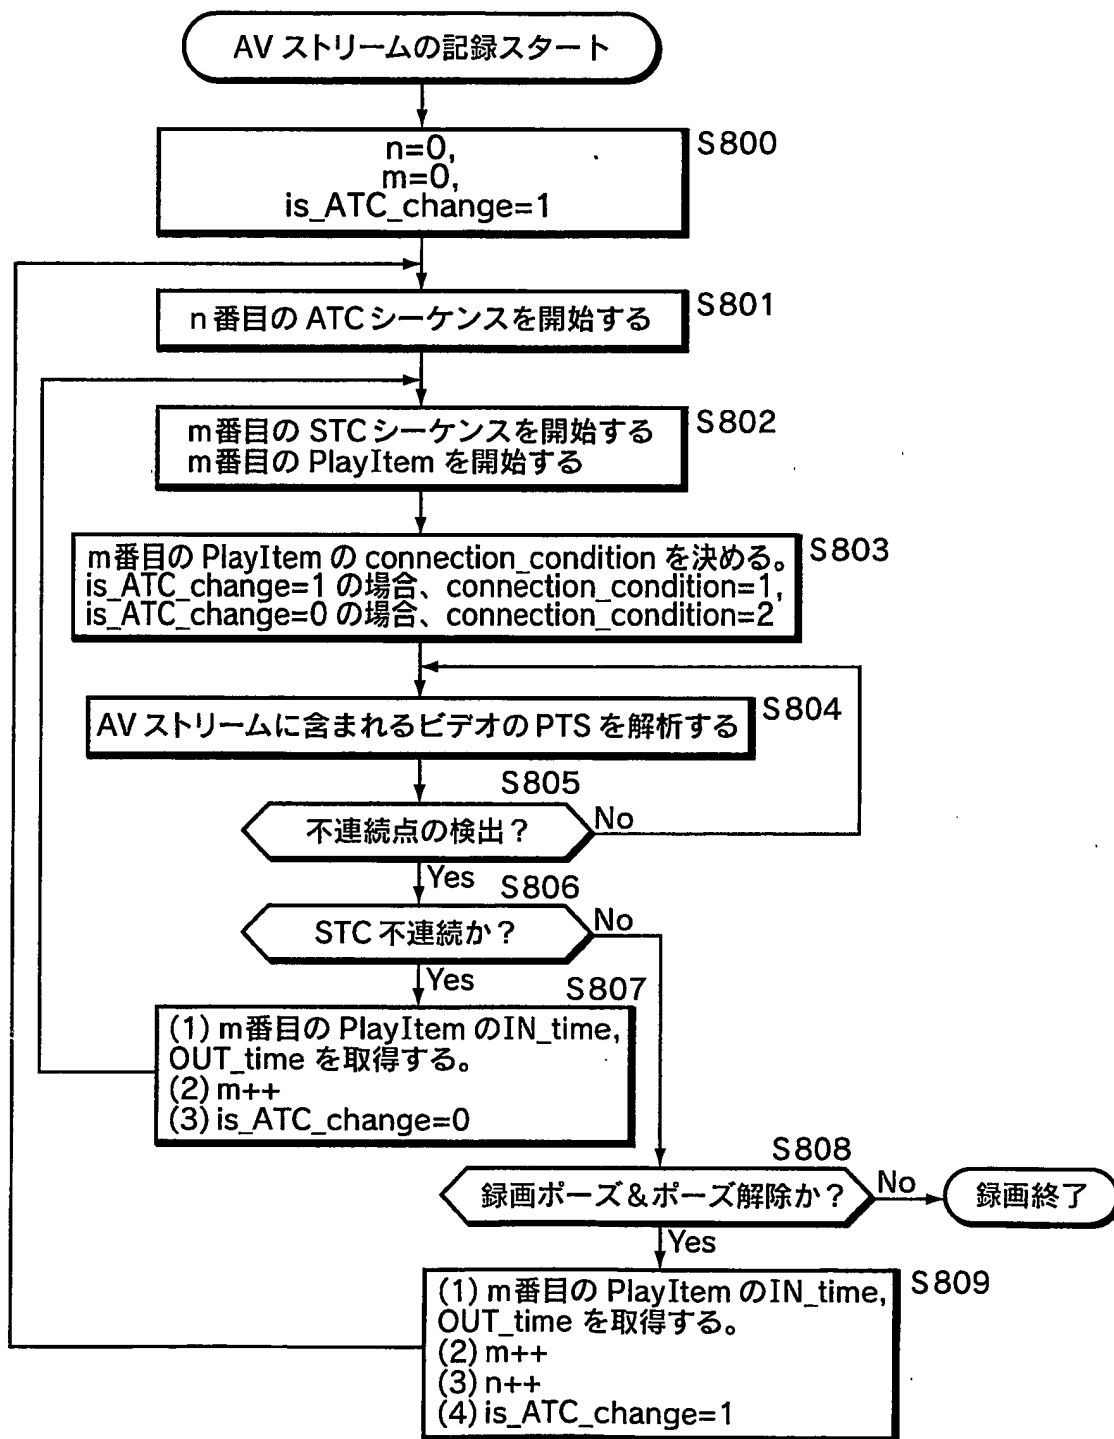 AV ストリームの記録スタート
S800
n=0,
m=0,
is_ATC_change=1
S801
n番目の ATC シーケンスを開始する
S802
m番目の STC シーケンスを開始する
m番目の PlayItem を開始する
S803
m番目の PlayItem の connection_condition を決める。
is_ATC_change=1 の場合、connection_condition=1,
is_ATC_change=0 の場合、connection_condition=2
S804
AV ストリームに含まれるビデオの PTS を解析する
S805
不連続点の検出？
No
Yes
S806
STC 不連続か？
No
Yes
S807
(1) m番目の PlayItem のIN_time,
OUT_time を取得する。
(2) m++
(3) is_ATC_change=0
S808
録画ポーズ＆ポーズ解除か？
No
録画終了
Yes
S809
(1) m番目の PlayItem のIN_time,
OUT_time を取得する。
(2) m++
(3) n++
(4) is_ATC_change=1